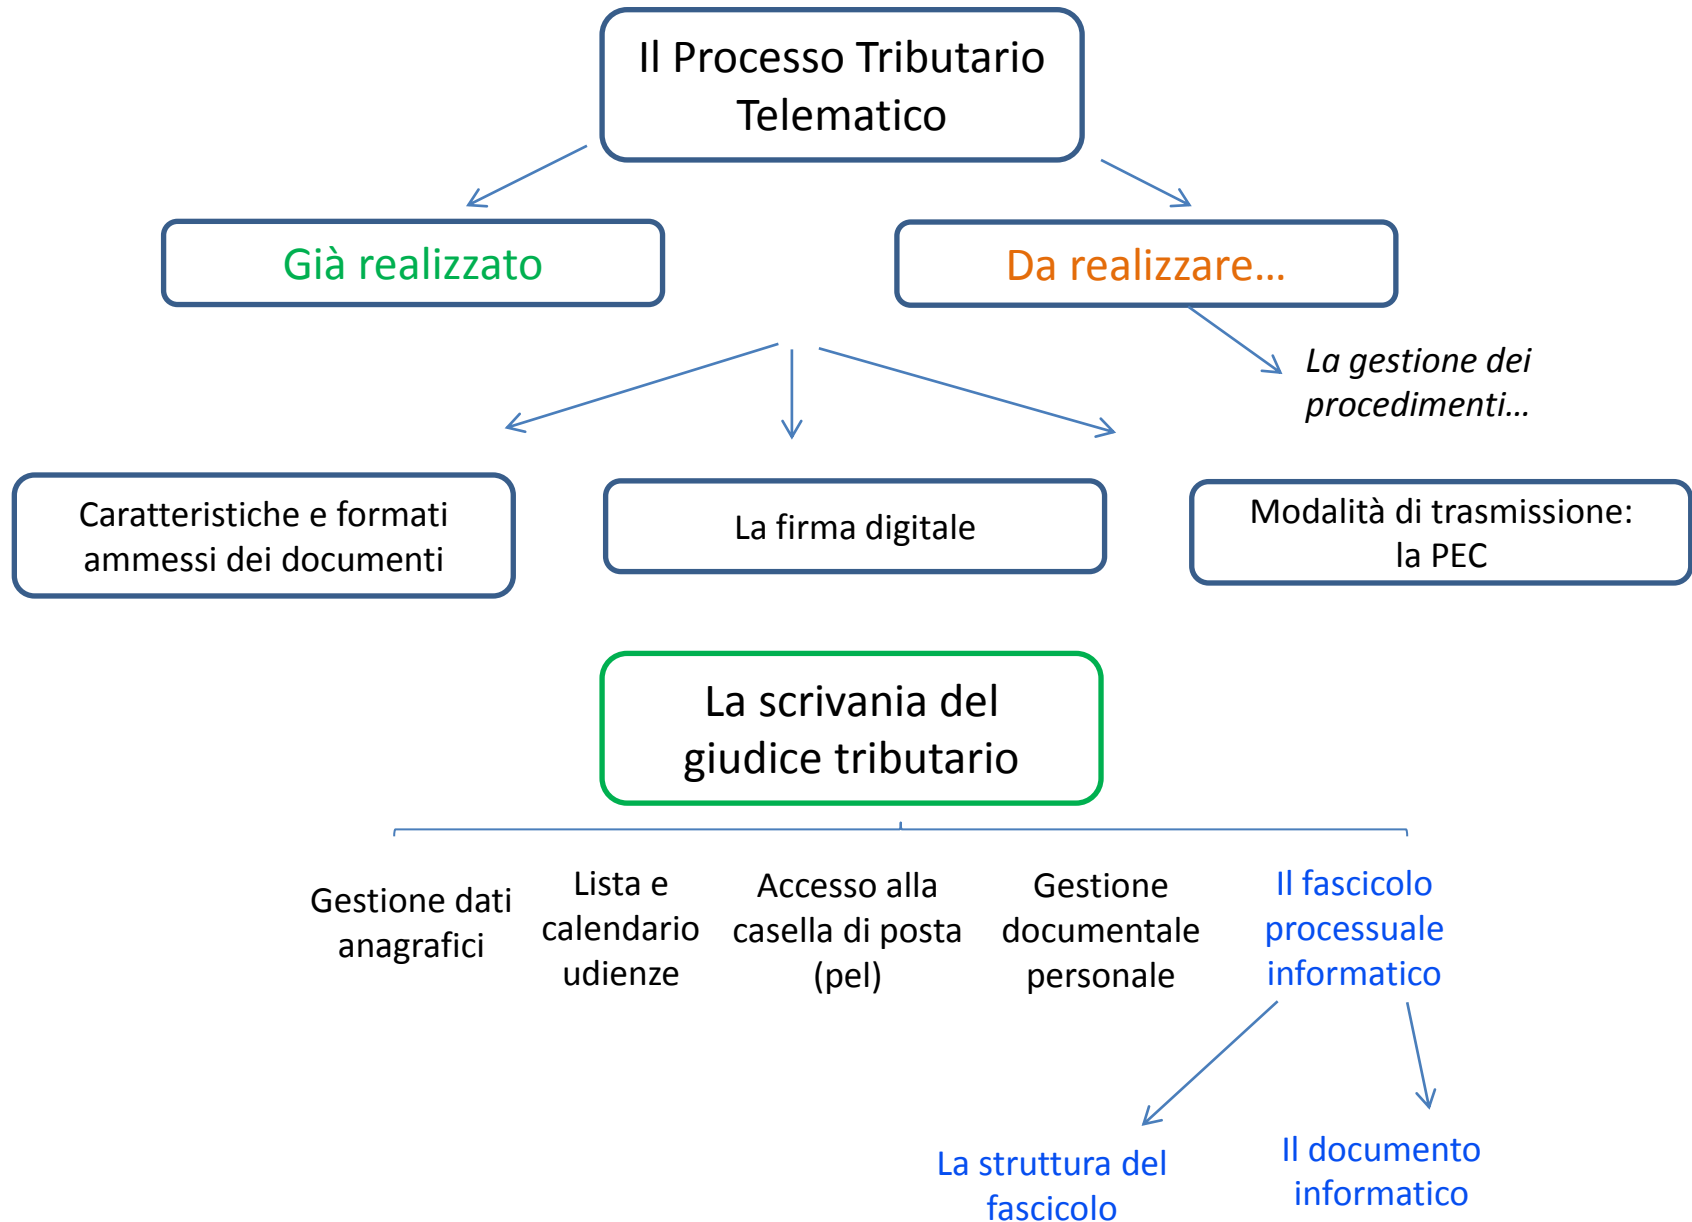 Il Processo Tributario
Telematico
Già realizzato
Da realizzare…
La gestione dei
procedimenti…
Caratteristiche e formati
ammessi dei documenti
La firma digitale
Modalità di trasmissione:
la PEC
La scrivania del
giudice tributario
Gestione dati
anagrafici
Lista e
calendario
udienze
Accesso alla
casella di posta
(pel)
Gestione
documentale
personale
Il fascicolo
processuale
informatico
La struttura del
fascicolo
Il documento
informatico